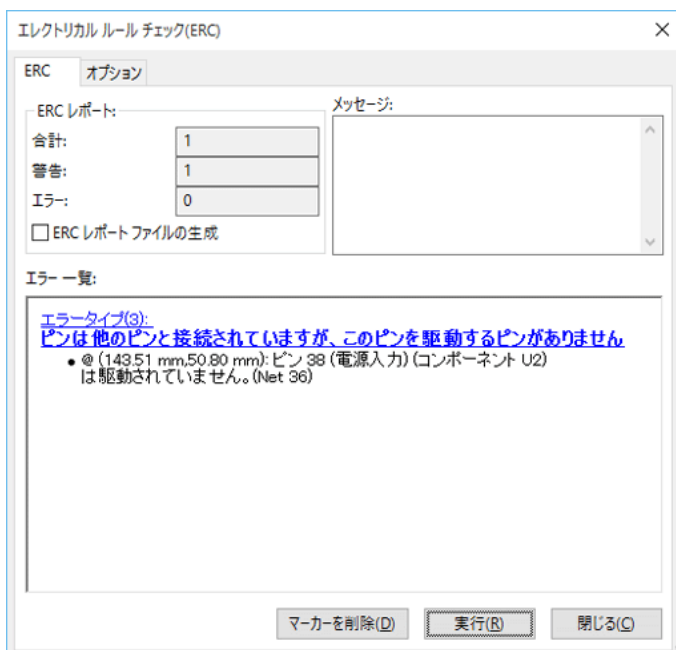 エレクトリカル ルール チェック(ERC)
ERC
オプション
ERC レポート:
メッセージ:
合計:
1
警告:
1
エラー:
0
ERC レポート ファイルの生成
エラー 一覧:
エラータイプ(3):
ピンは他のピンと接続されていますが、このピンを駆動するピンがありません
• @ (143.51 mm,50.80 mm): ピン 38 (電源入力) (コンポーネント U2)
は駆動されていません。(Net 36)
マーカーを削除(D)
実行(R)
閉じる(C)